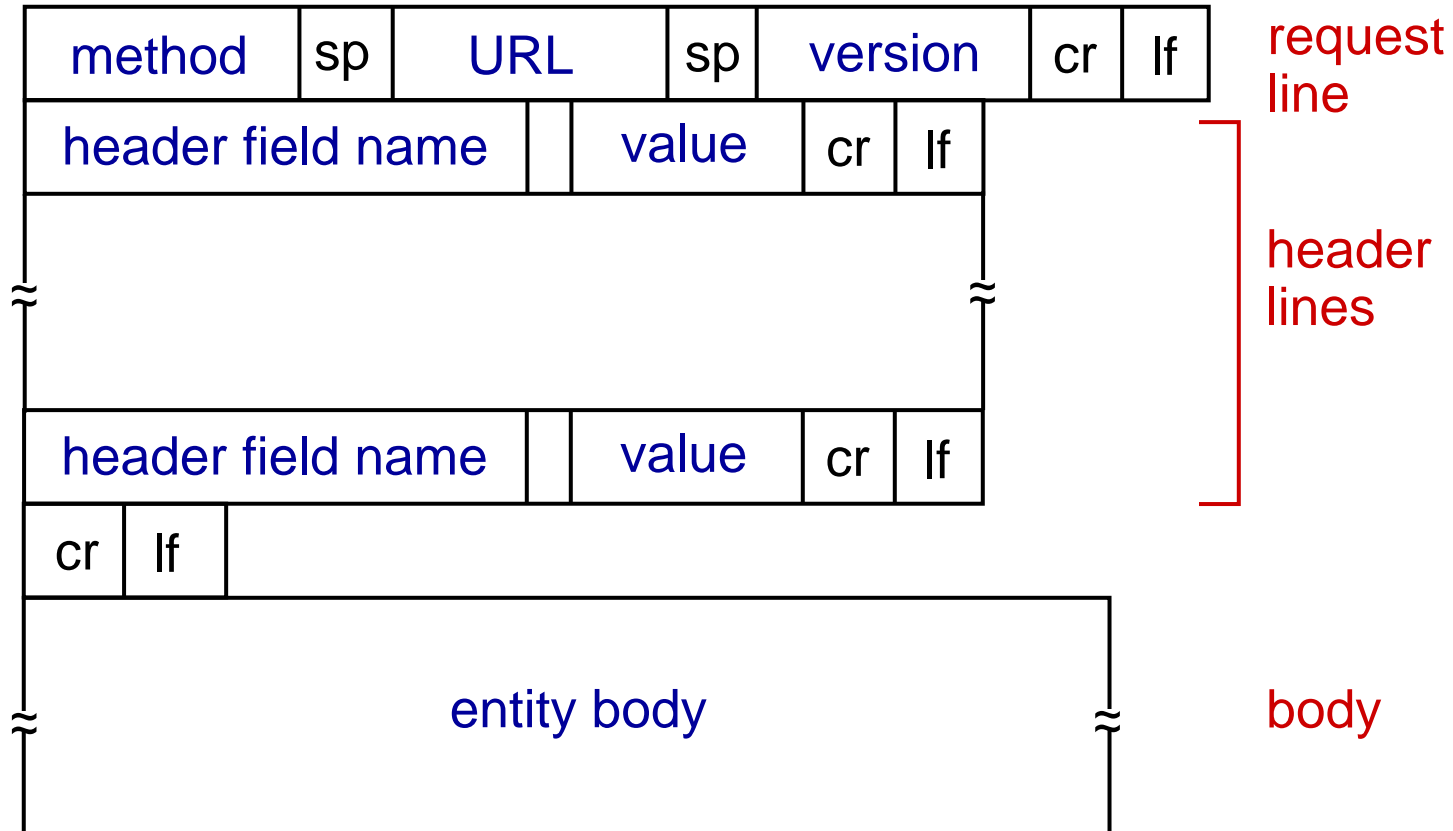 method sp URL sp version cr lf
request
line
header field name value cr lf
header
lines
≈ ≈
header field name value cr lf
cr lf
≈ entity body ≈
body